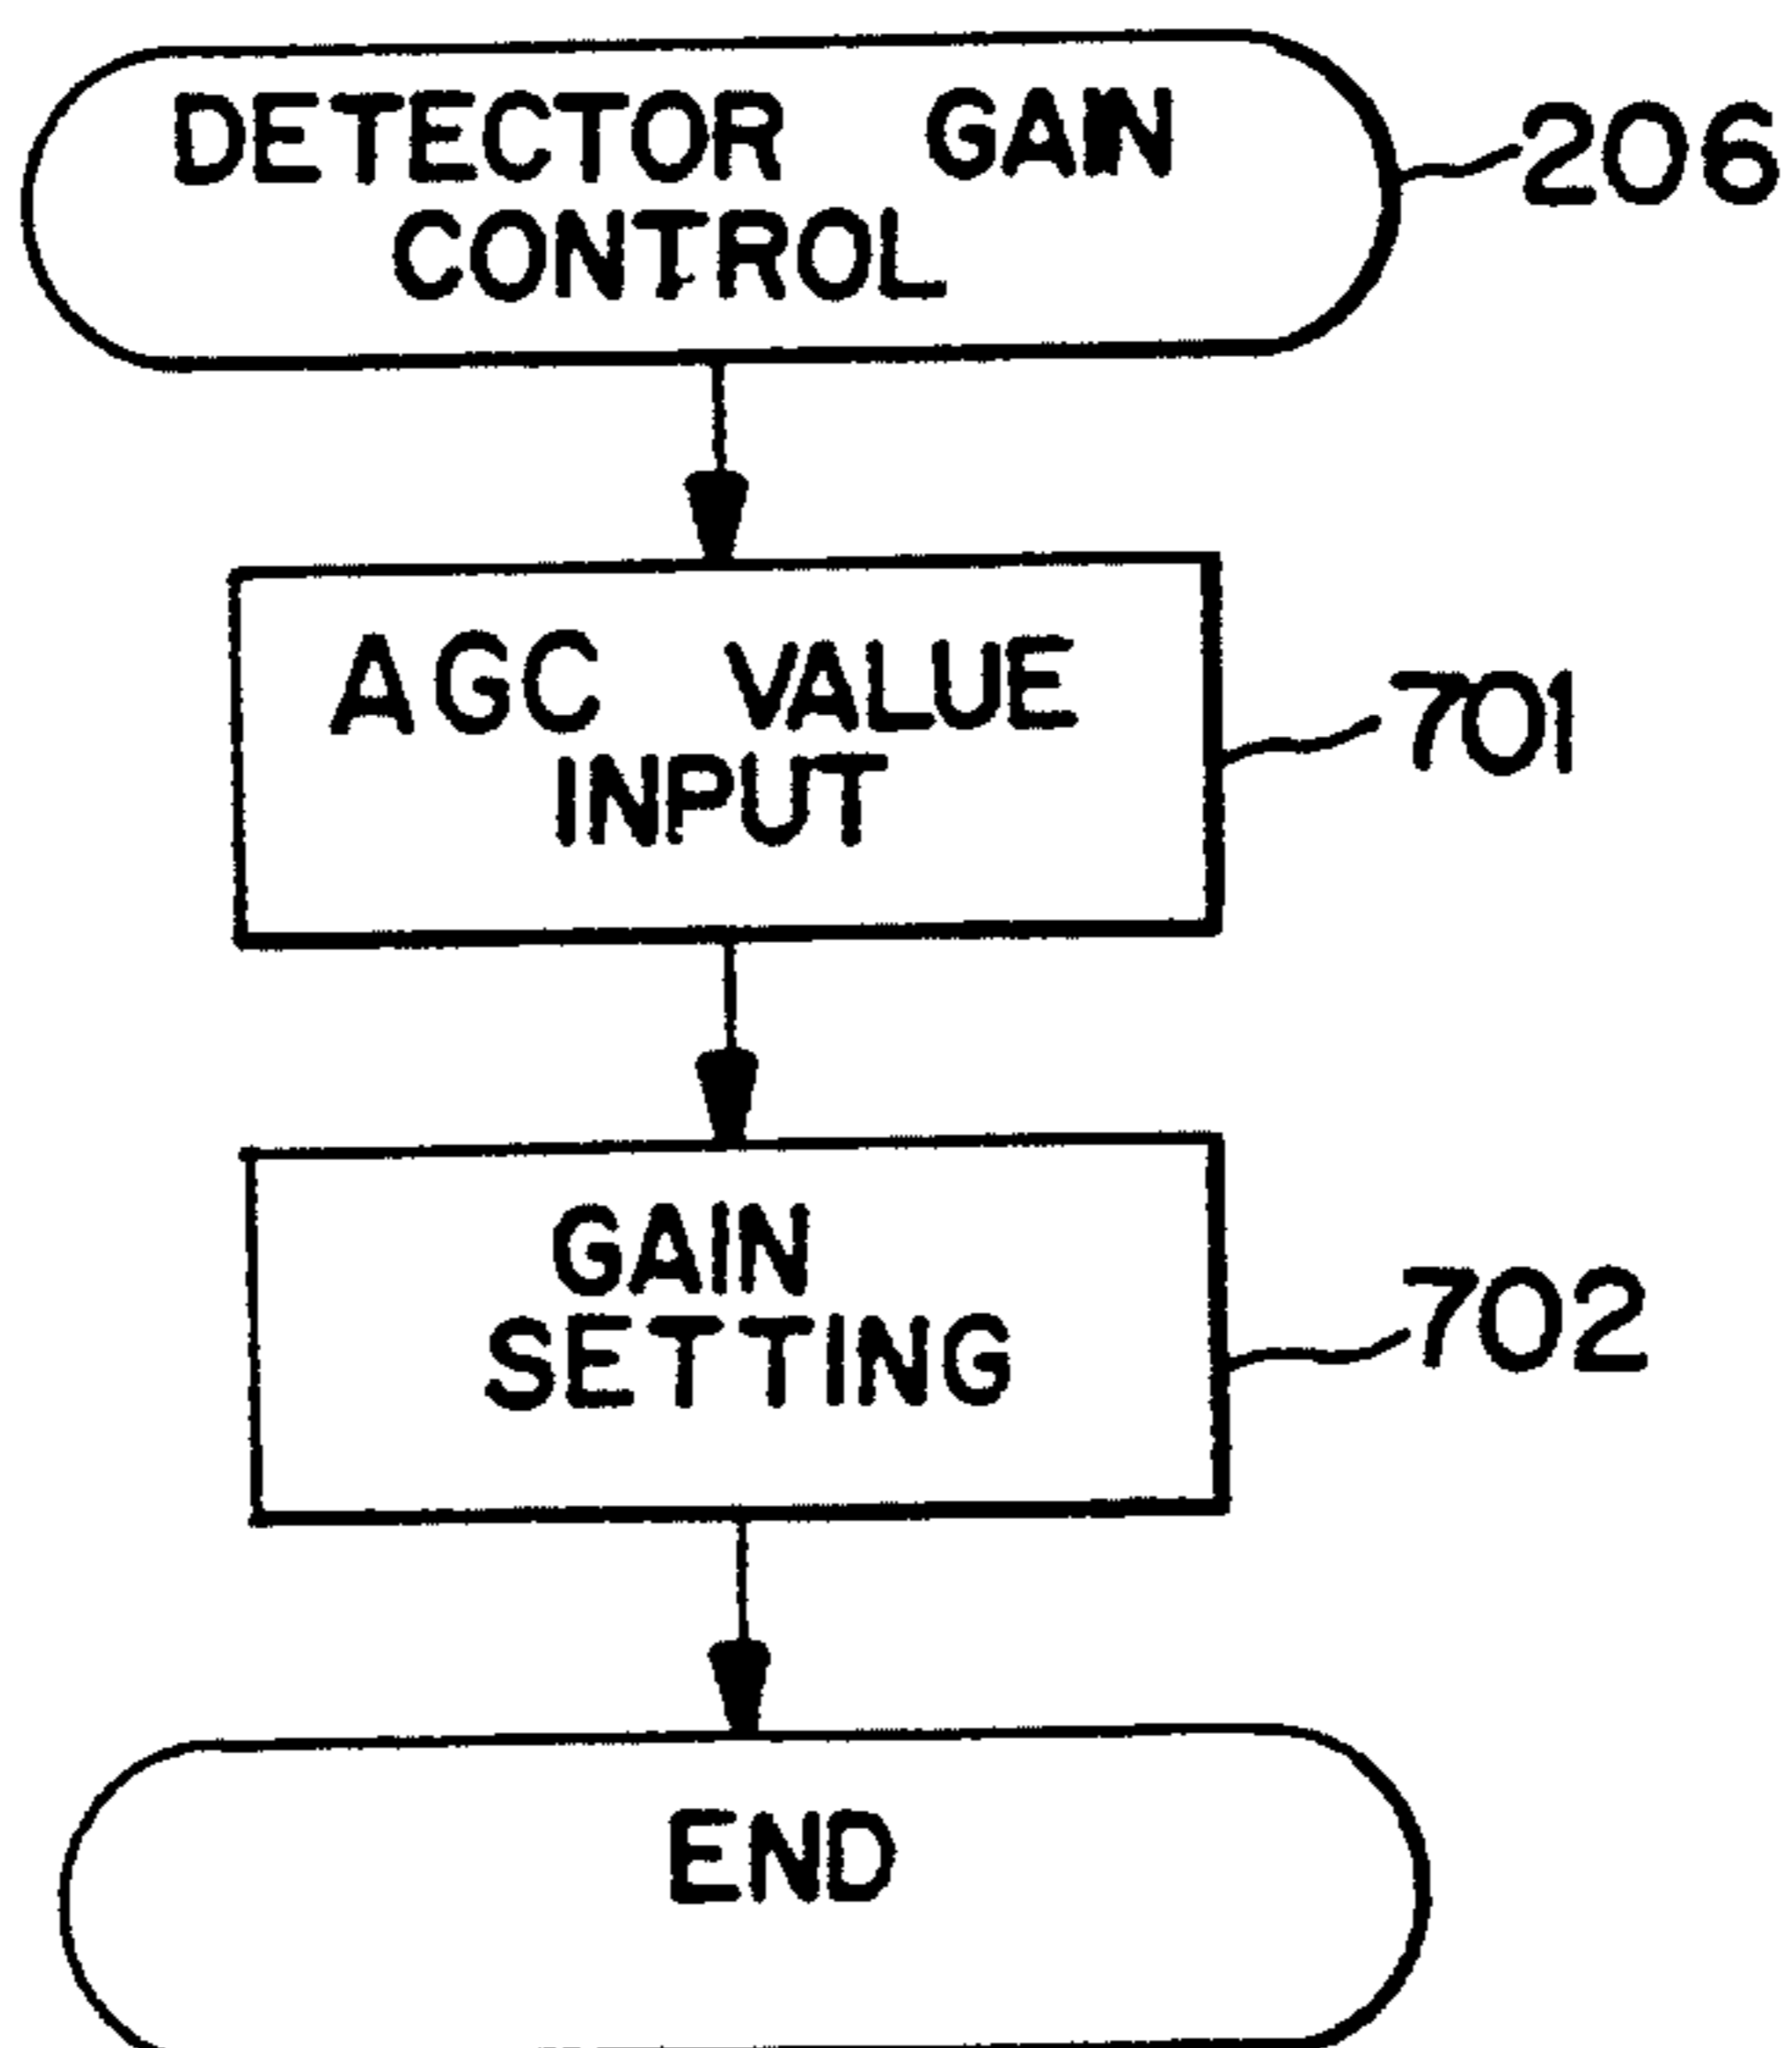 DETECTOR GAIN
CONTROL
206
AGC VALUE
INPUT
701
GAIN
SETTING
702
END